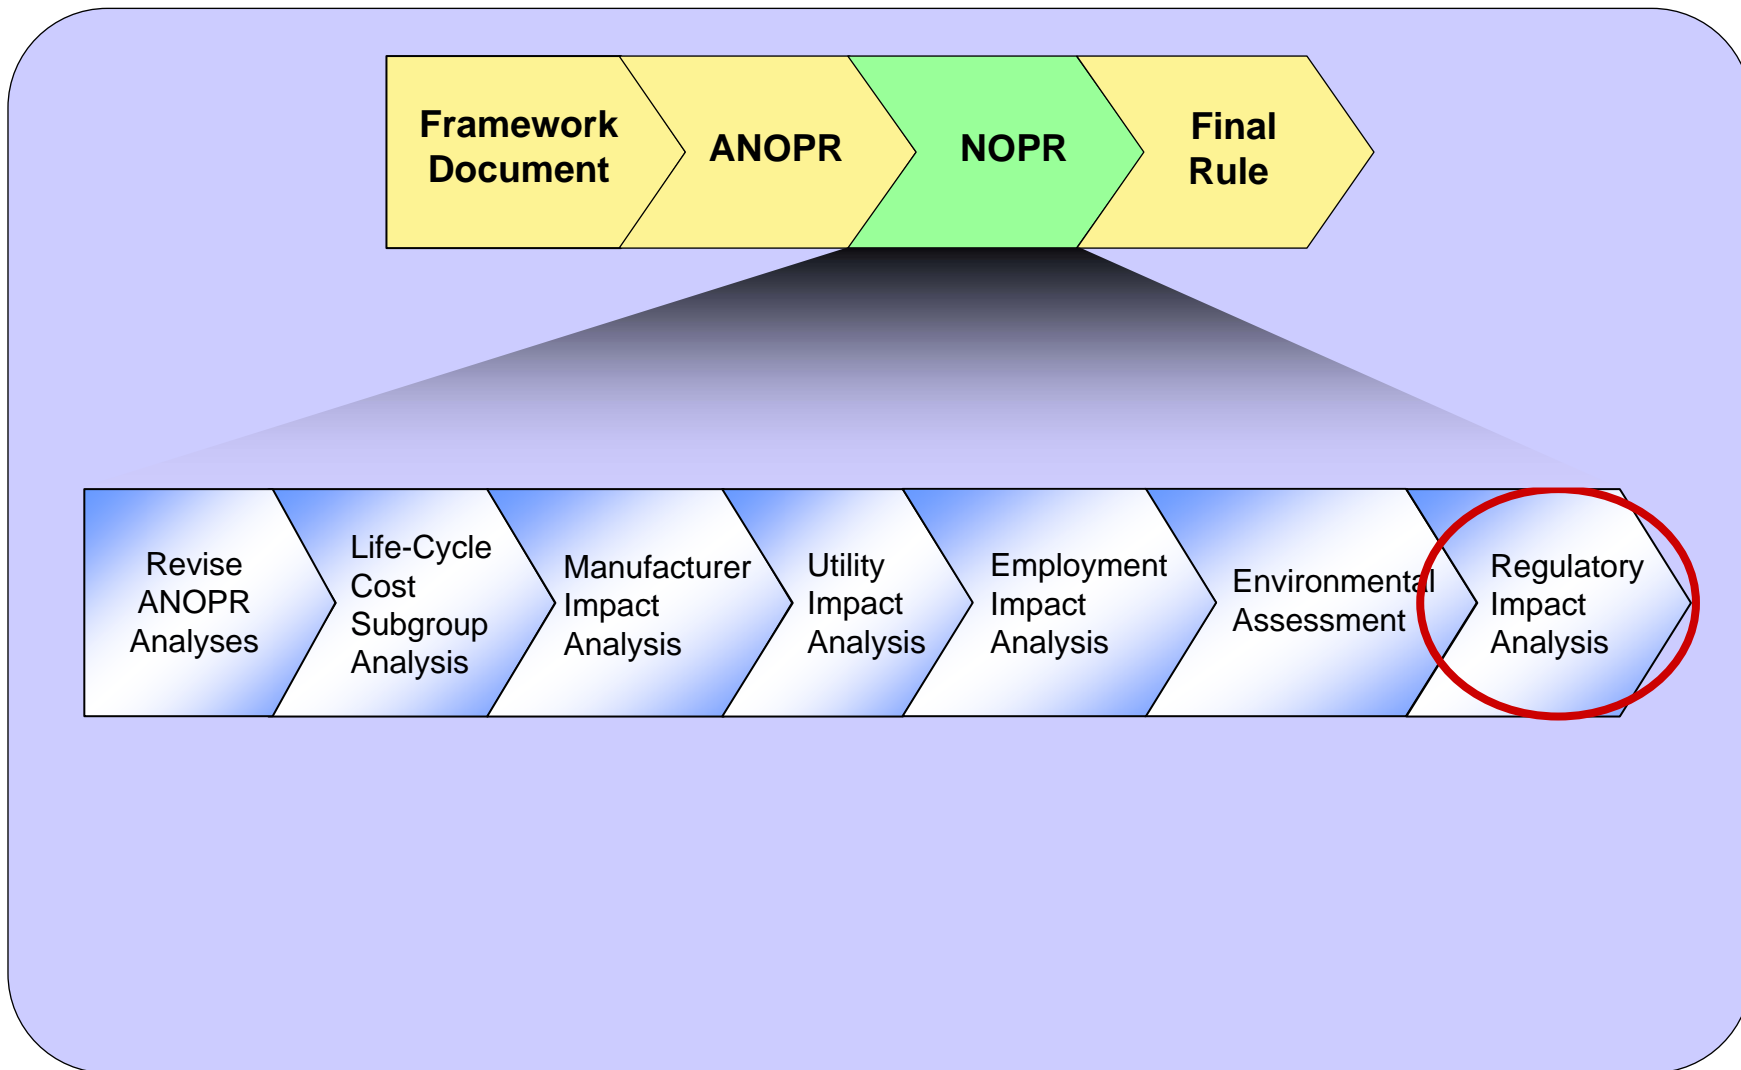 Framework
Document
ANOPR
NOPR
Final
Rule
Revise
ANOPR
Analyses
Life-Cycle
Cost
Subgroup
Analysis
Manufacturer
Impact
Analysis
Utility
Impact
Analysis
Employment
Impact
Analysis
Environmental
Assessment
Regulatory
Impact
Analysis